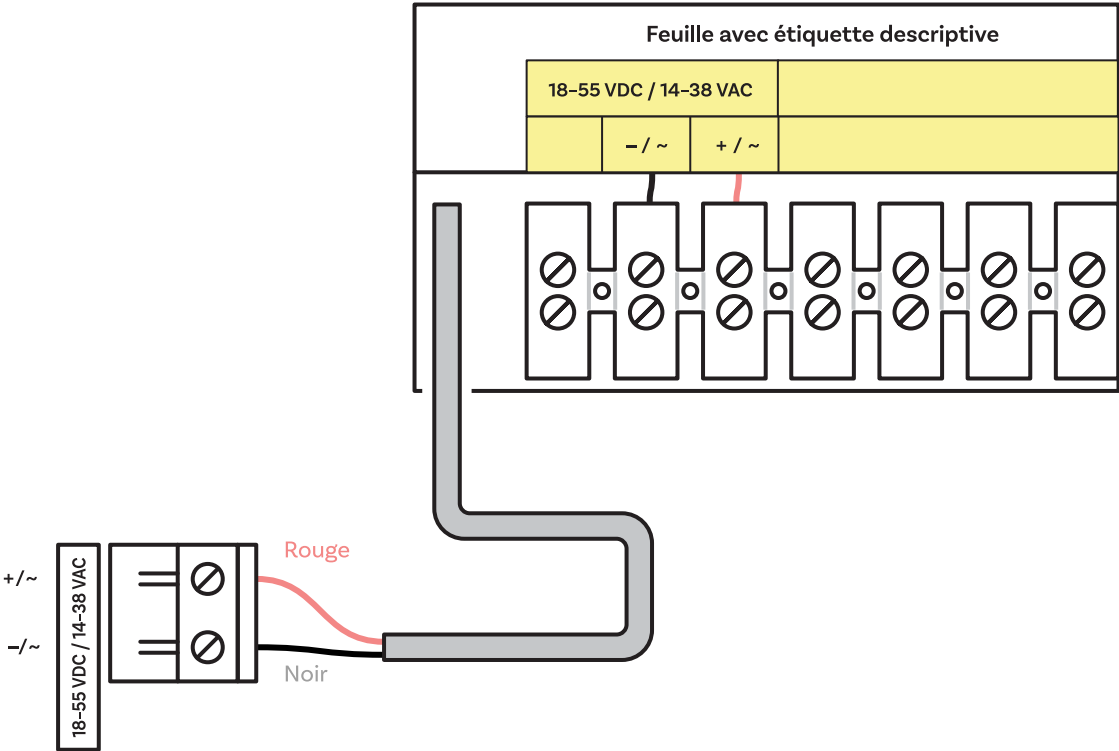 Feuille avec étiquette descriptive
18–55 VDC / 14–38 VAC
– / ~
+ / ~
Rouge
+/~
–/~
18–55 VDC / 14–38 VAC
Noir